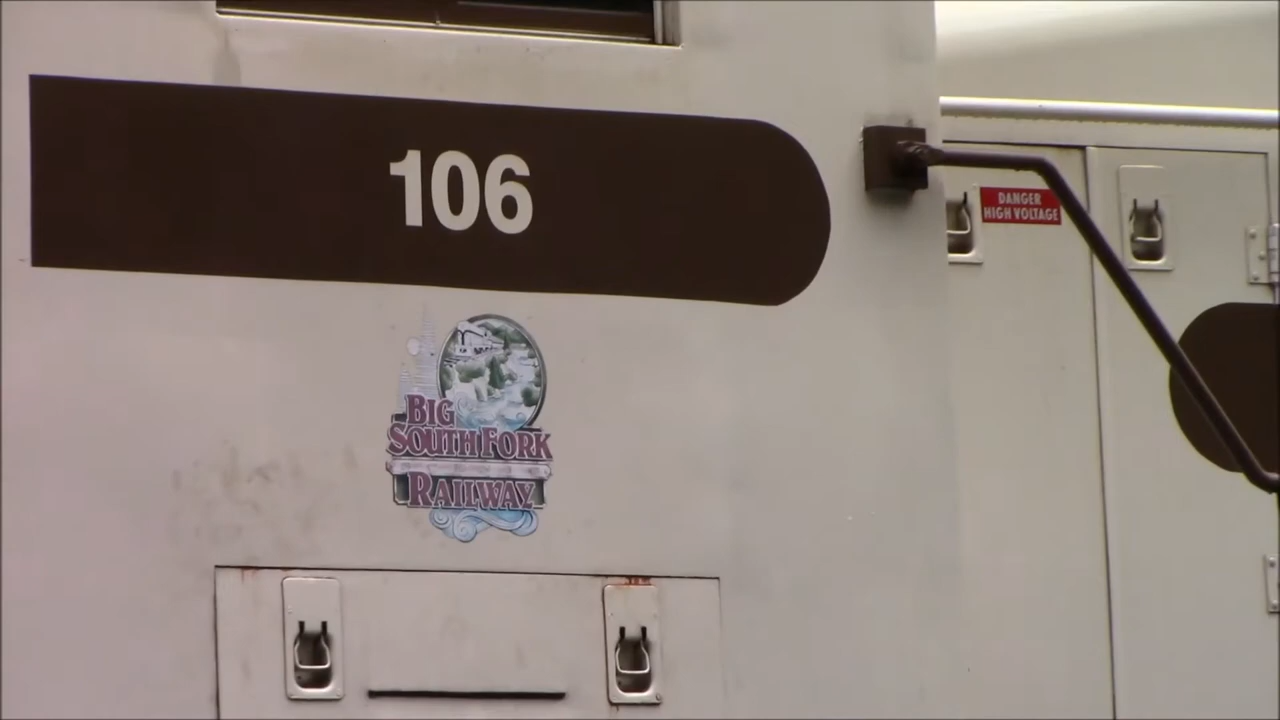 106
DANGER
HIGH VOLTAGE
BIG
SOUTH FORK
RAILWAY